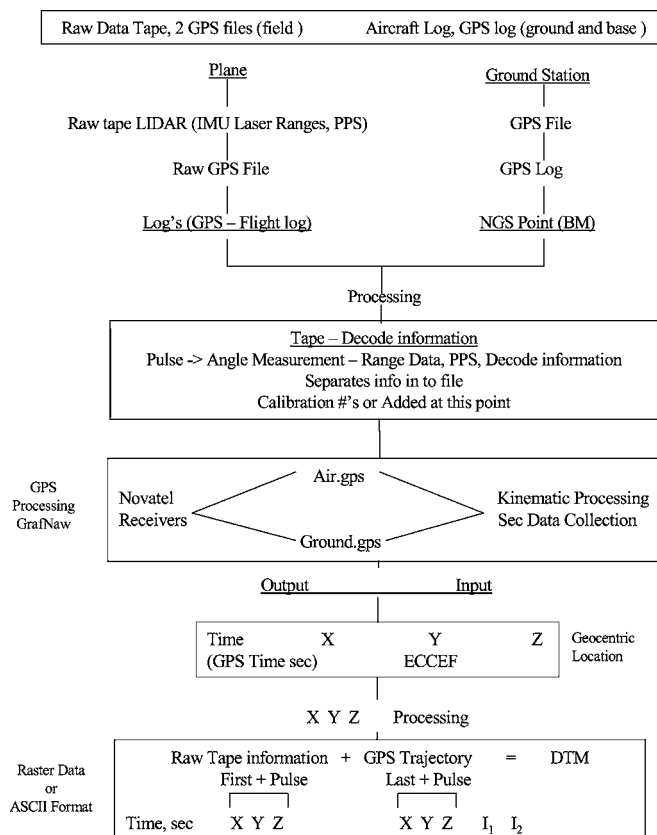 Raw Data Tape, 2 GPS files (field ) Aircraft Log, GPS log (ground and base )
Plane Ground Station
Raw tape LIDAR (IMU Laser Ranges, PPS) GPS File
Raw GPS File GPS Log
Log's (GPS – Flight log) NGS Point (BM)
Processing
Tape – Decode information
Pulse -> Angle Measurement – Range Data, PPS, Decode information
Separates info in to file
Calibration #'s or Added at this point
GPS
Processing
GrafNaw
Air.gps
Novatel
Receivers
Kinematic Processing
Sec Data Collection
Ground.gps
Output Input
Time X Y Z
(GPS Time sec) ECCEF
Geocentric
Location
X Y Z Processing
Raster Data
or
ASCII Format
Raw Tape information + GPS Trajectory = DTM
First + Pulse Last + Pulse
Time, sec X Y Z X Y Z I1 I2